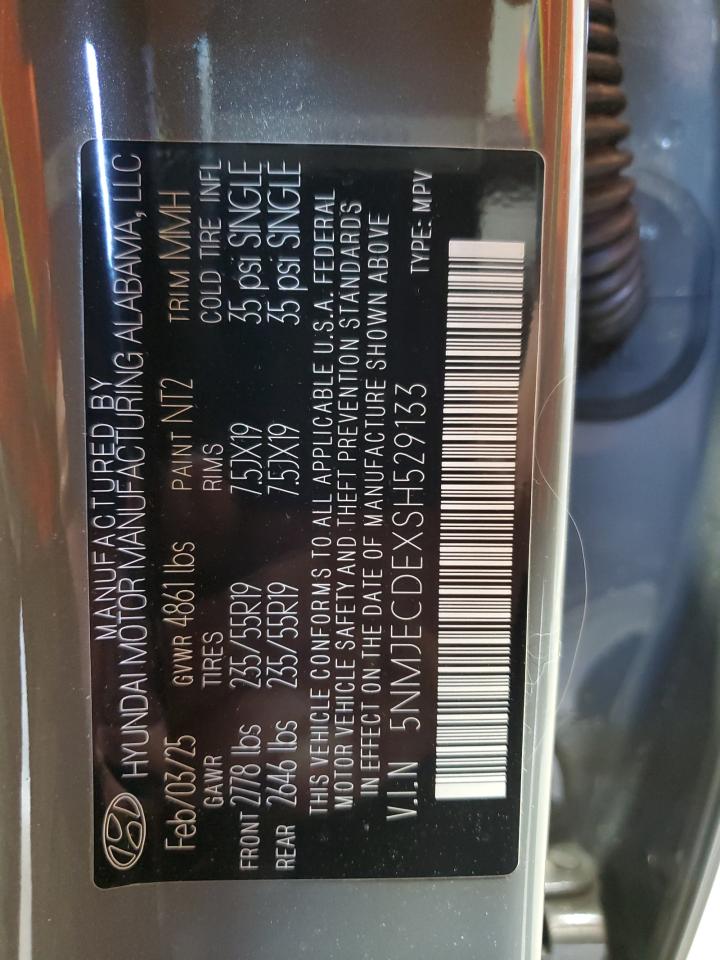 MANUFACTURED BY
HYUNDAI MOTOR MANUFACTURING ALABAMA, LLC
Feb/03/25 GVWR 4861 lbs PAINT NT2 TRIM MMH
GAWR TIRES RIMS COLD TIRE INFL
FRONT 2778 lbs 235/55R19 7.5JX19 35 psi SINGLE
REAR 2646 lbs 235/55R19 7.5JX19 35 psi SINGLE
THIS VEHICLE CONFORMS TO ALL APPLICABLE U.S.A. FEDERAL
MOTOR VEHICLE SAFETY AND THEFT PREVENTION STANDARDS
IN EFFECT ON THE DATE OF MANUFACTURE SHOWN ABOVE
V.I.N 5NMJECDEXSH529133 TYPE: MPV